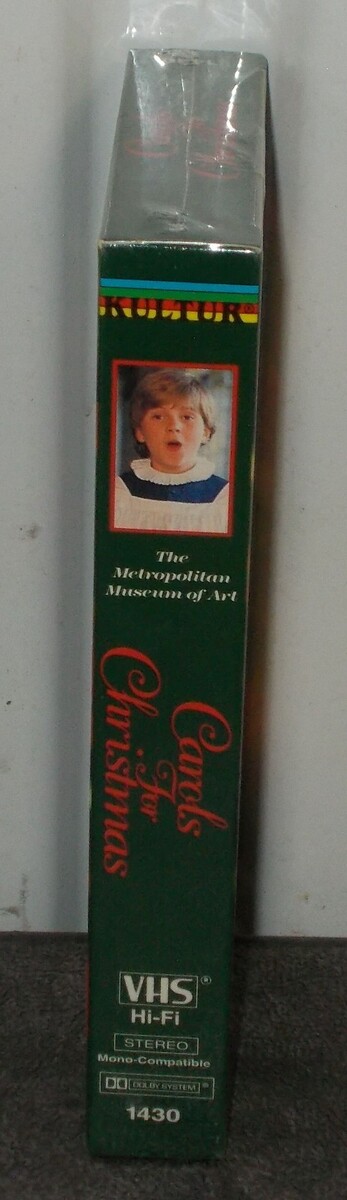 KULTUR®
The
Metropolitan
Museum of Art
Carols
For
Christmas
VHS®
Hi-Fi
STEREO
Mono-Compatible
DOLBY SYSTEM®
1430